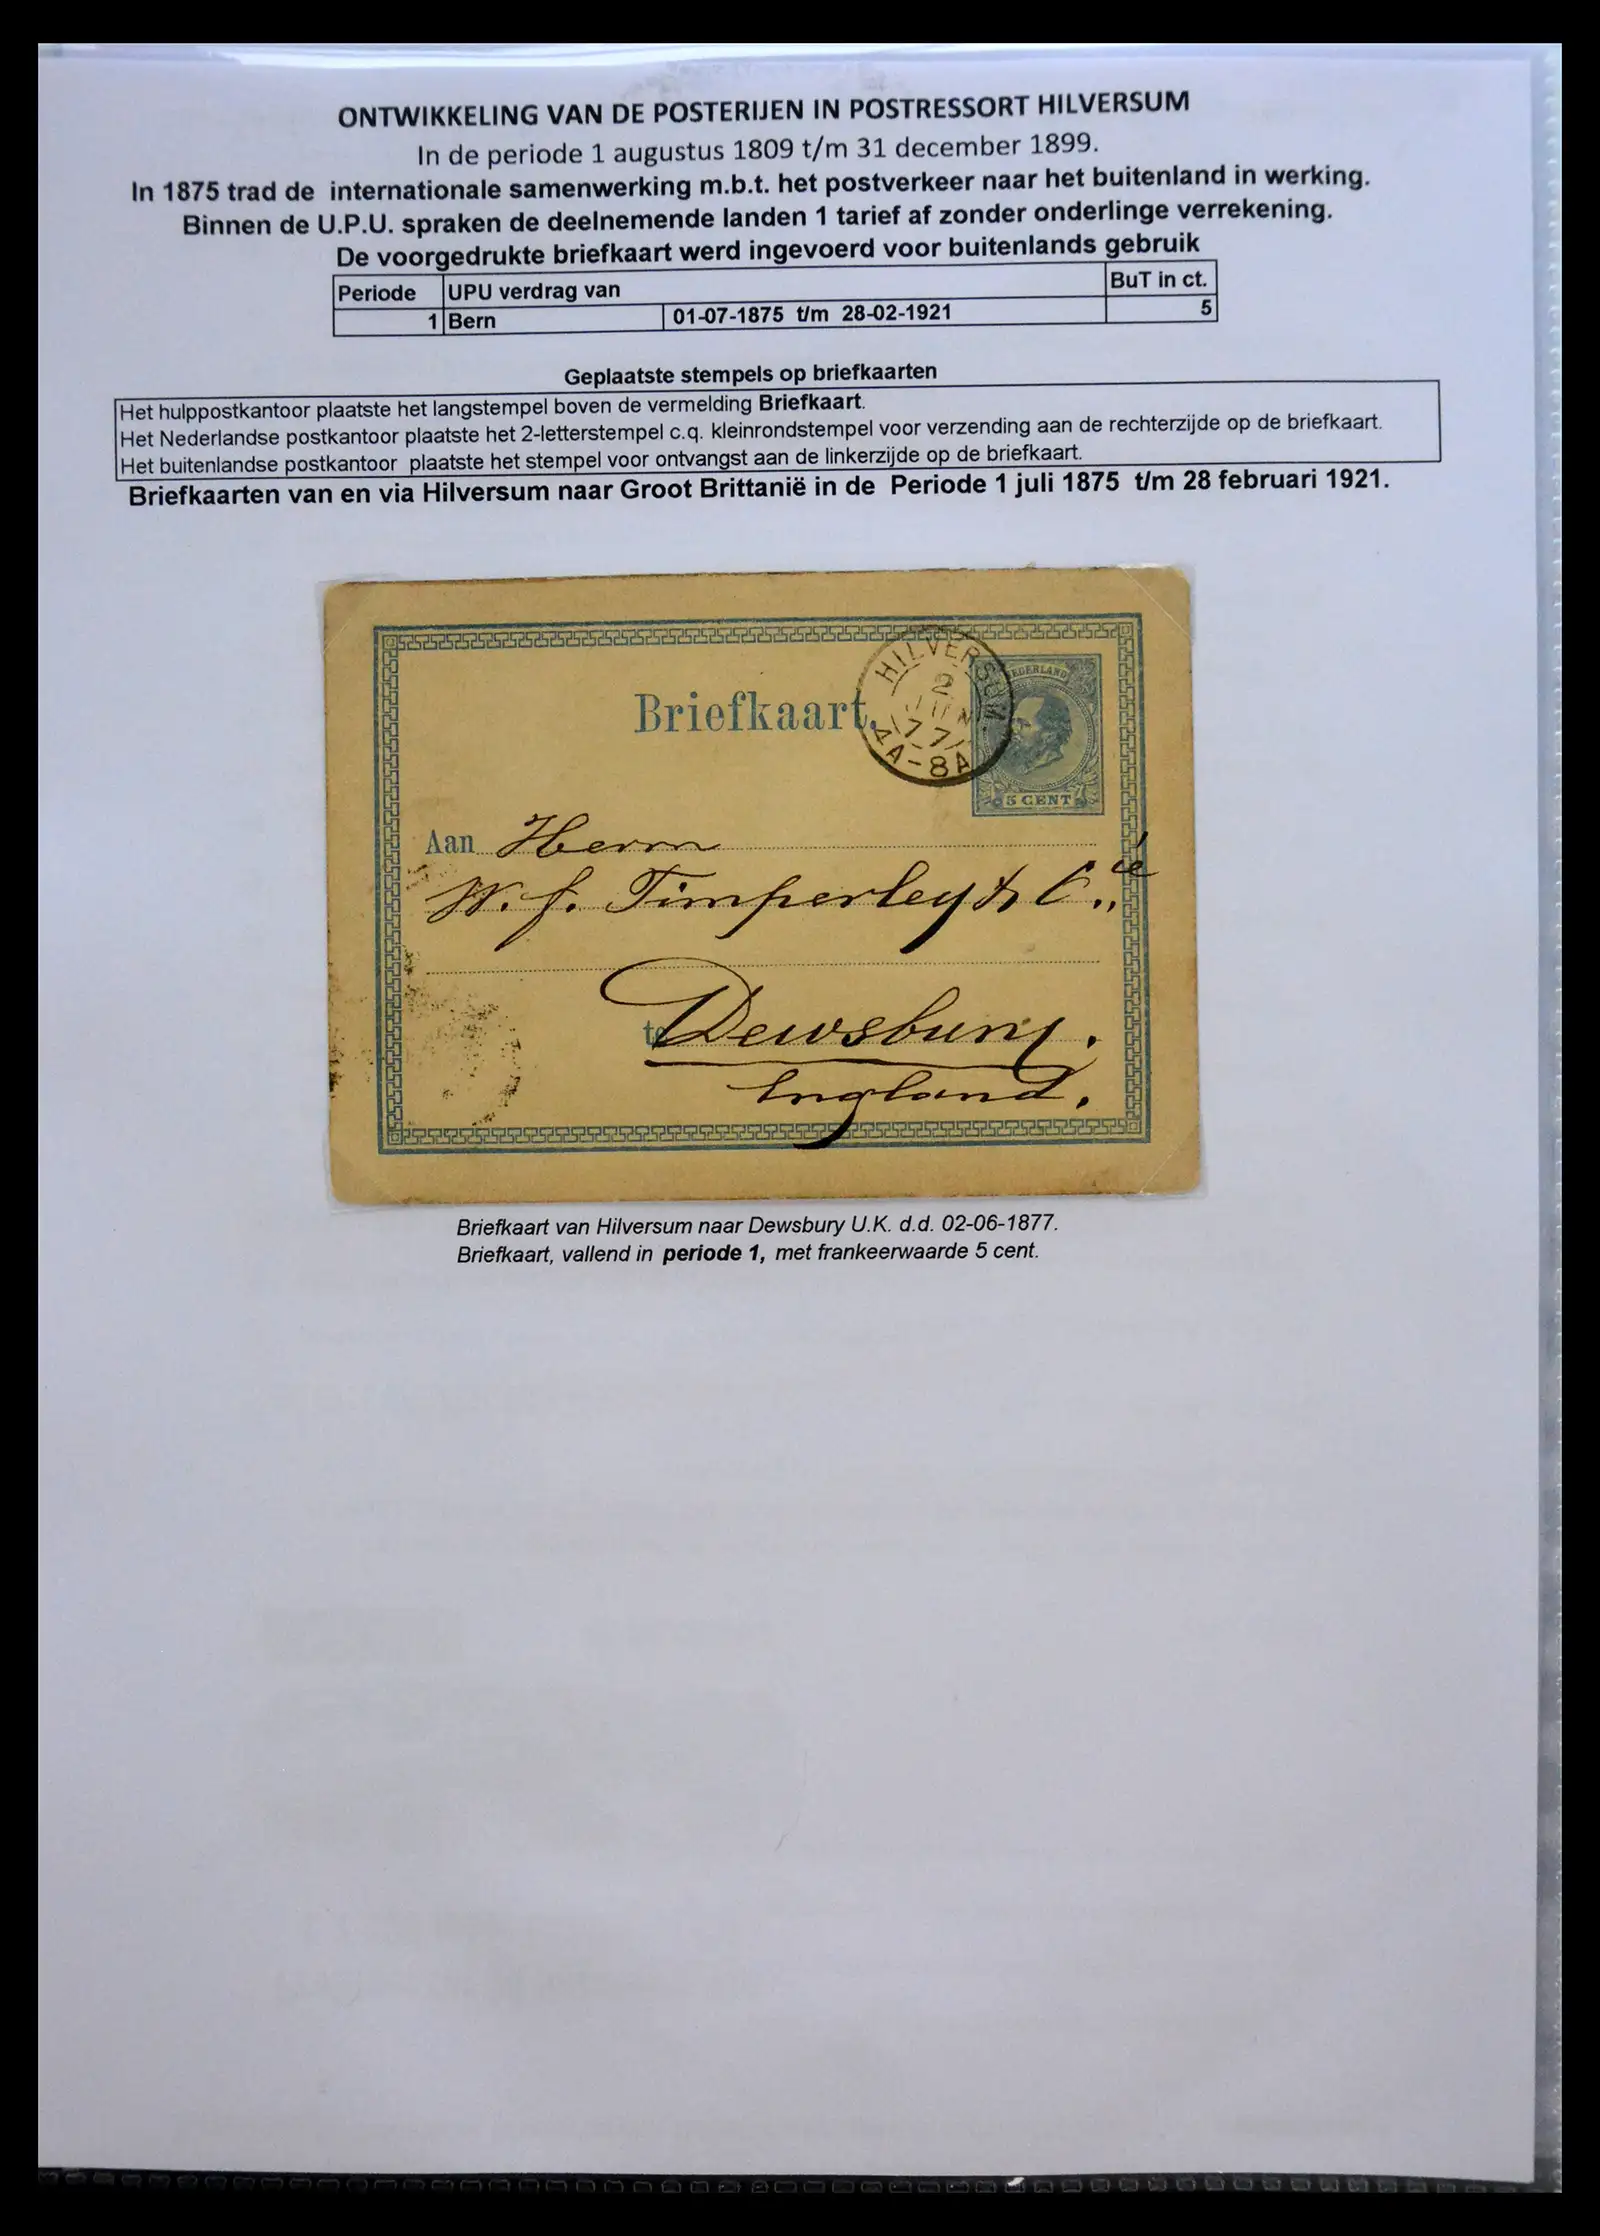 ONTWIKKELING VAN DE POSTERIJEN IN POSTRESSORT HILVERSUM
In de periode 1 augustus 1809 t/m 31 december 1899.
In 1875 trad de internationale samenwerking m.b.t. het postverkeer naar het buitenland in werking.
Binnen de U.P.U. spraken de deelnemende landen 1 tarief af zonder onderlinge verrekening.
De voorgedrukte briefkaart werd ingevoerd voor buitenlands gebruik
Periode UPU verdrag van BuT in ct.
1 Bern 01-07-1875 t/m 28-02-1921 5
Geplaatste stempels op briefkaarten
Het hulppostkantoor plaatste het langstempel boven de vermelding Briefkaart.
Het Nederlandse postkantoor plaatste het 2-letterstempel c.q. kleinrondstempel voor verzending aan de rechterzijde op de briefkaart.
Het buitenlandse postkantoor plaatste het stempel voor ontvangst aan de linkerzijde op de briefkaart.
Briefkaarten van en via Hilversum naar Groot Brittanië in de Periode 1 juli 1875 t/m 28 februari 1921.
HILVERSUM
2
JUN
77
4A-8A
NEDERLAND
5 CENT
Briefkaart.
Aan Herrn
W. f. Timperley & C.ie
te Dewsbury.
England.
Briefkaart van Hilversum naar Dewsbury U.K. d.d. 02-06-1877.
Briefkaart, vallend in periode 1, met frankeerwaarde 5 cent.